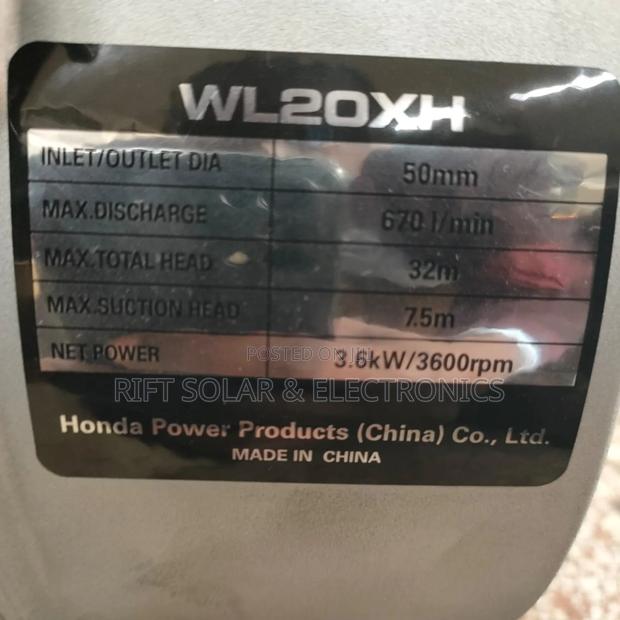 WL20XH
INLET/OUTLET DIA 50mm
MAX.DISCHARGE 670 l/min
MAX.TOTAL HEAD 32m
MAX.SUCTION HEAD 7.5m
NET POWER 3.6kW/3600rpm
POSTED ON JIJI
RIFT SOLAR & ELECTRONICS
Honda Power Products (China) Co., Ltd.
MADE IN CHINA